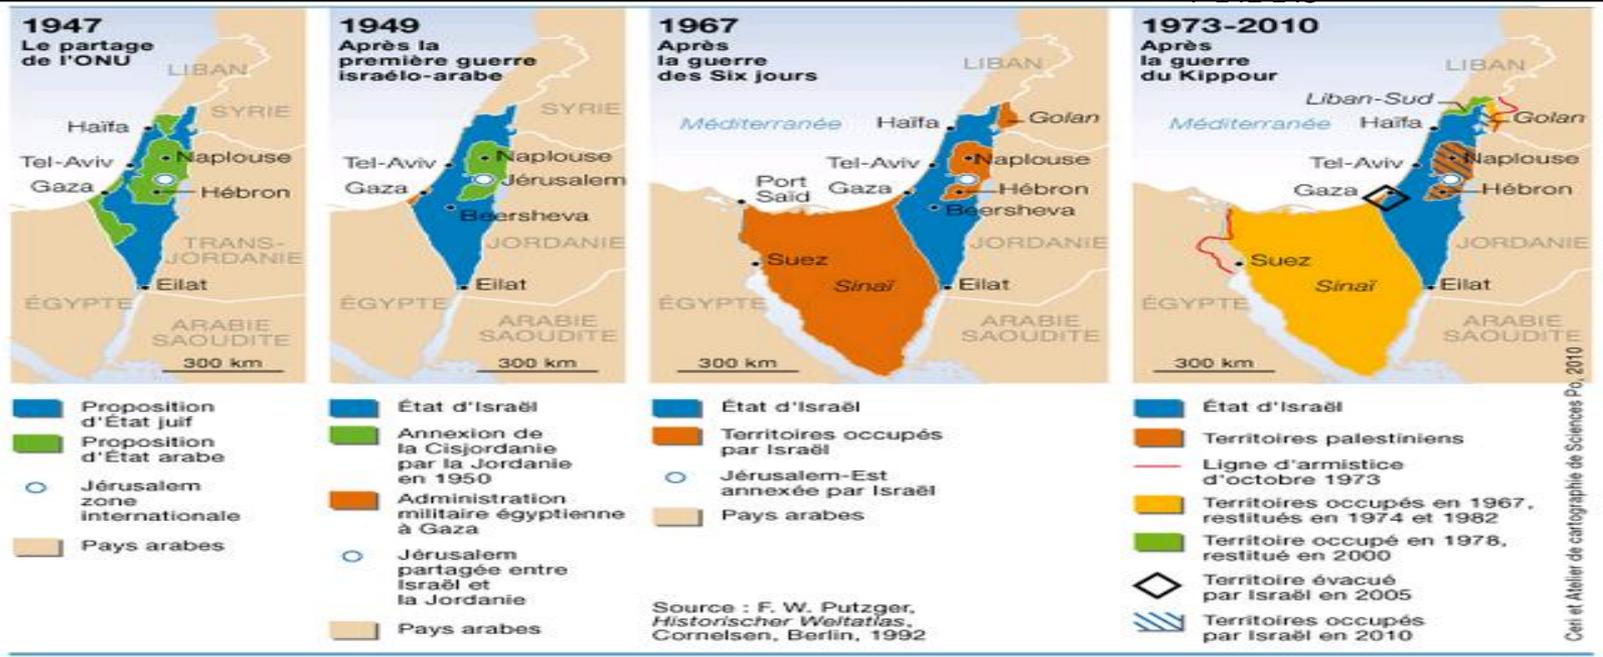 1947
Le partage
de l'ONU
LIBAN
SYRIE
Haïfa
Tel-Aviv
Naplouse
Gaza
Hébron
TRANS-
JORDANIE
Eilat
ÉGYPTE
ARABIE
SAOUDITE
300 km
Proposition
d'État juif
Proposition
d'État arabe
Jérusalem
zone
internationale
Pays arabes
1949
Après la
première guerre
israélo-arabe
SYRIE
Tel-Aviv
Naplouse
Gaza
Jérusalem
Beersheva
JORDANIE
Eilat
ÉGYPTE
ARABIE
SAOUDITE
300 km
État d'Israël
Annexion de
la Cisjordanie
par la Jordanie
en 1950
Administration
militaire égyptienne
à Gaza
Jérusalem
partagée entre
Israël et
la Jordanie
Pays arabes
1967
Après
la guerre
des Six jours
LIBAN
Méditerranée
Haïfa
Golan
Tel-Aviv
Naplouse
Port
Saïd
Gaza
Hébron
Beersheva
JORDANIE
Suez
Sinaï
Eilat
ÉGYPTE
ARABIE
SAOUDITE
300 km
État d'Israël
Territoires occupés
par Israël
Jérusalem-Est
annexée par Israël
Pays arabes
Source : F. W. Putzger,
Historischer Weltatlas,
Cornelsen, Berlin, 1992
1973-2010
Après
la guerre
du Kippour
LIBAN
Liban-Sud
Méditerranée
Haïfa
Golan
Tel-Aviv
Naplouse
Gaza
Hébron
JORDANIE
Suez
Sinaï
Eilat
ÉGYPTE
ARABIE
SAOUDITE
300 km
État d'Israël
Territoires palestiniens
Ligne d'armistice
d'octobre 1973
Territoires occupés en 1967,
restitués en 1974 et 1982
Territoire occupé en 1978,
restitué en 2000
Territoire évacué
par Israël en 2005
Territoires occupés
par Israël en 2010
Ceri et Atelier de cartographie de Sciences Po, 2010